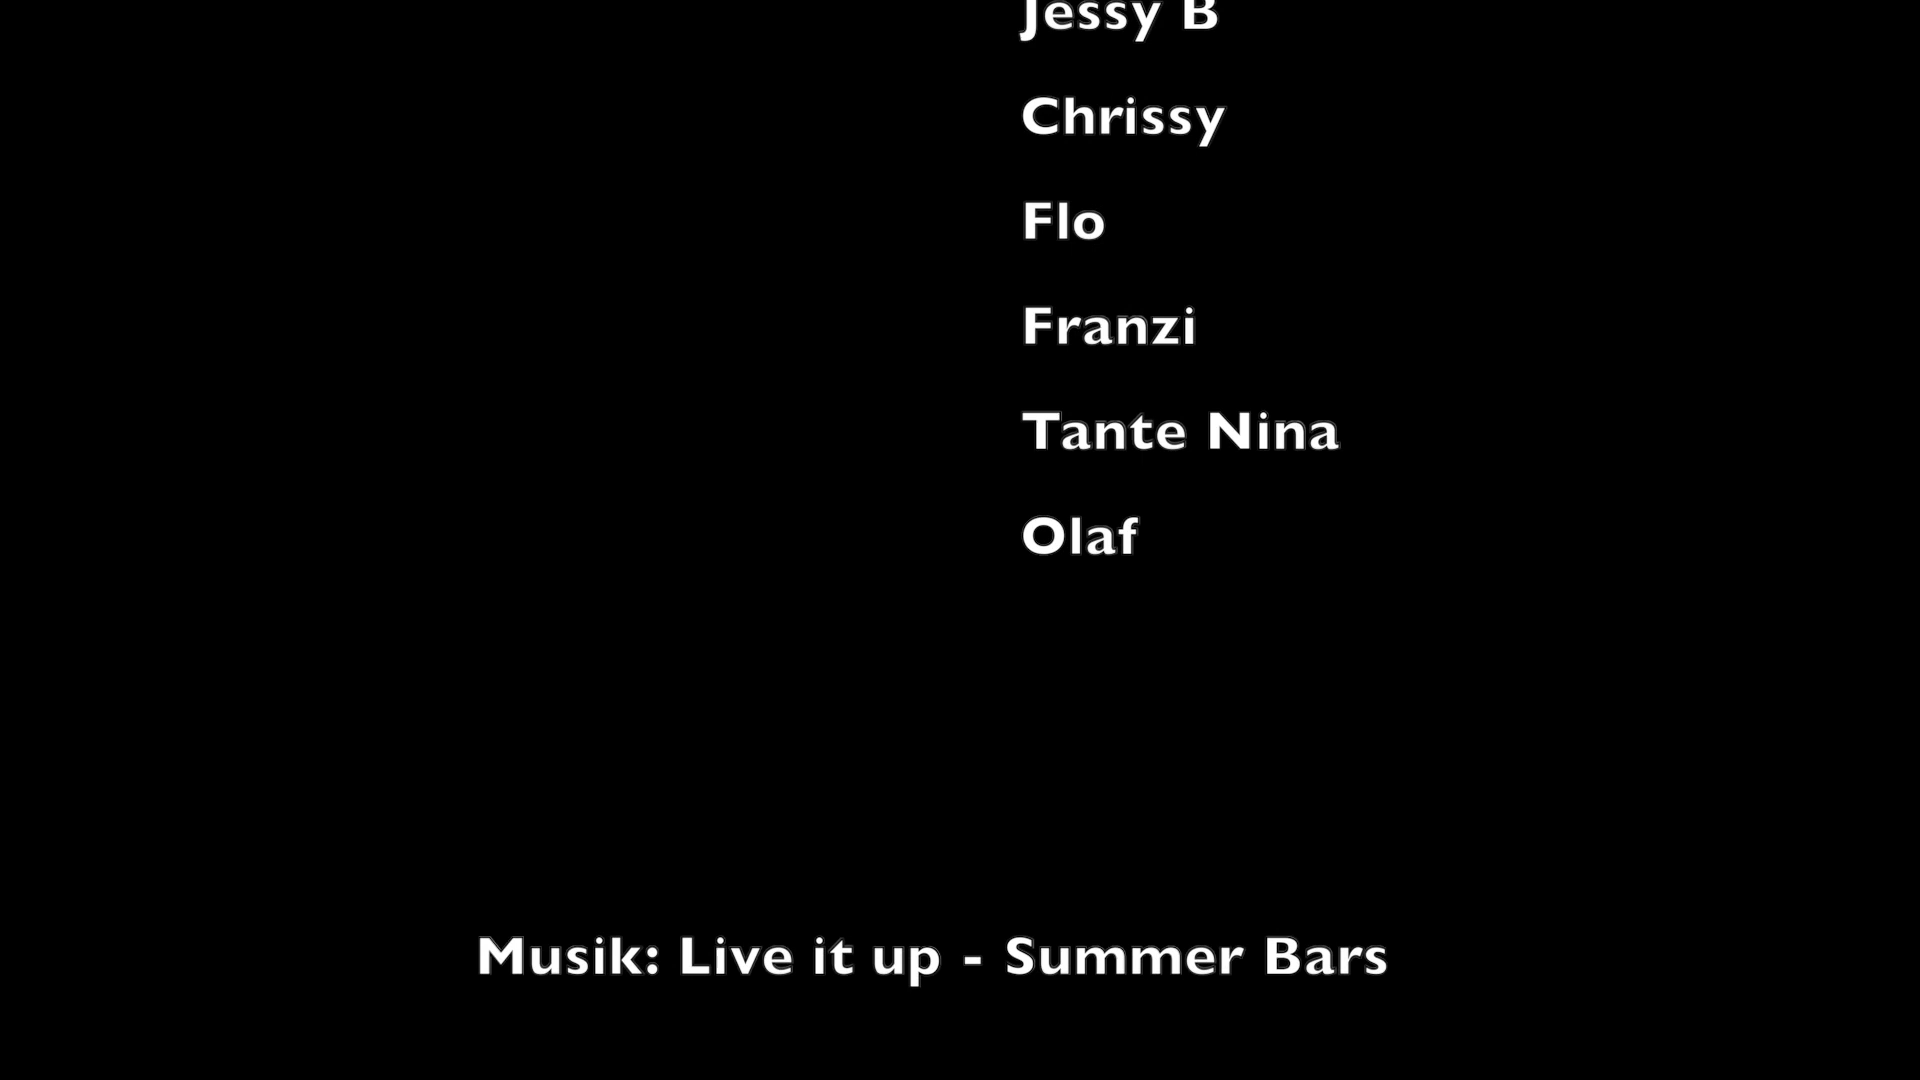 Jessy B
Chrissy
Flo
Franzi
Tante Nina
Olaf
Musik: Live it up - Summer Bars